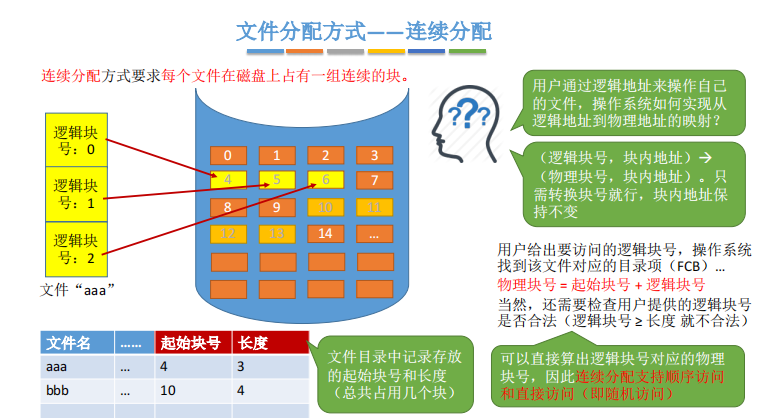 文件分配方式——连续分配
连续分配方式要求每个文件在磁盘上占有一组连续的块。
逻辑块
号：0
逻辑块
号：1
逻辑块
号：2
文件“aaa”
0 1 2 3
4 5 6 7
8 9 10 11
12 13 14 ...
???
用户通过逻辑地址来操作自己
的文件，操作系统如何实现从
逻辑地址到物理地址的映射？
（逻辑块号，块内地址）→
（物理块号，块内地址）。只
需转换块号就行，块内地址保
持不变
用户给出要访问的逻辑块号，操作系统
找到该文件对应的目录项（FCB）…
物理块号 = 起始块号 + 逻辑块号
当然，还需要检查用户提供的逻辑块号
是否合法（逻辑块号 ≥ 长度 就不合法）
文件名 …… 起始块号 长度
aaa … 4 3
bbb … 10 4
文件目录中记录存放
的起始块号和长度
（总共占用几个块）
可以直接算出逻辑块号对应的物理
块号，因此连续分配支持顺序访问
和直接访问（即随机访问）